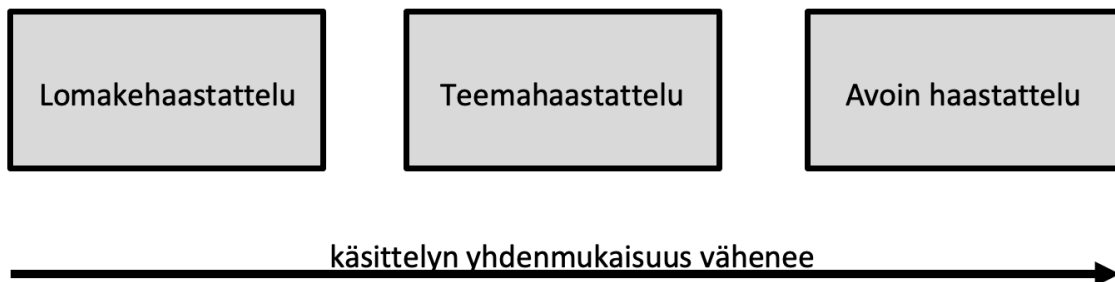 Lomakehaastattelu
Teemahaastattelu
Avoin haastattelu
käsittelyn yhdenmukaisuus vähenee